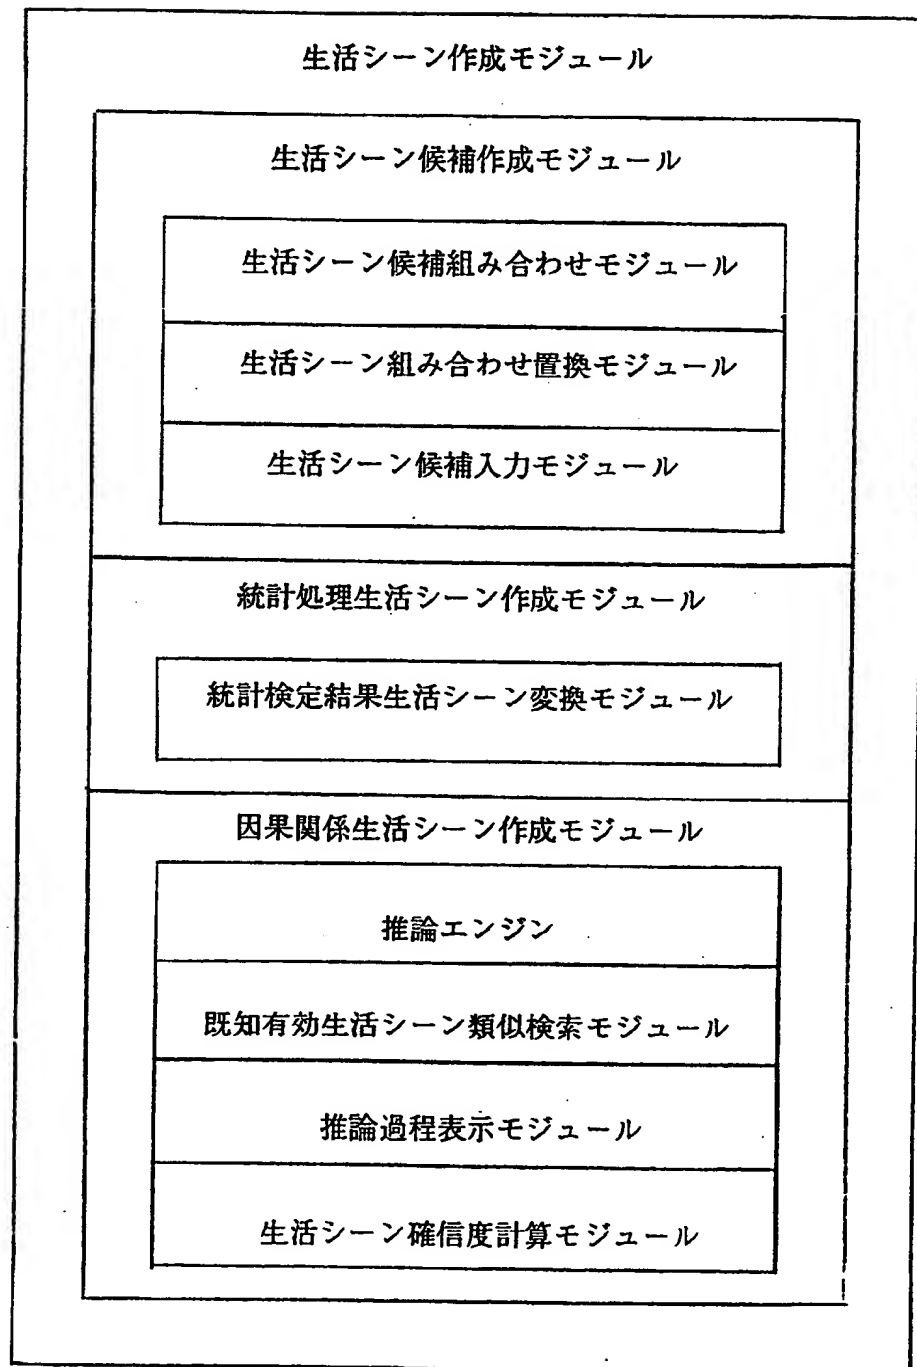 生活シーン作成モジュール
生活シーン候補作成モジュール
生活シーン候補組み合わせモジュール
生活シーン組み合わせ置換モジュール
生活シーン候補入力モジュール
統計処理生活シーン作成モジュール
統計検定結果生活シーン変換モジュール
因果関係生活シーン作成モジュール
推論エンジン
既知有効生活シーン類似検索モジュール
推論過程表示モジュール
生活シーン確信度計算モジュール